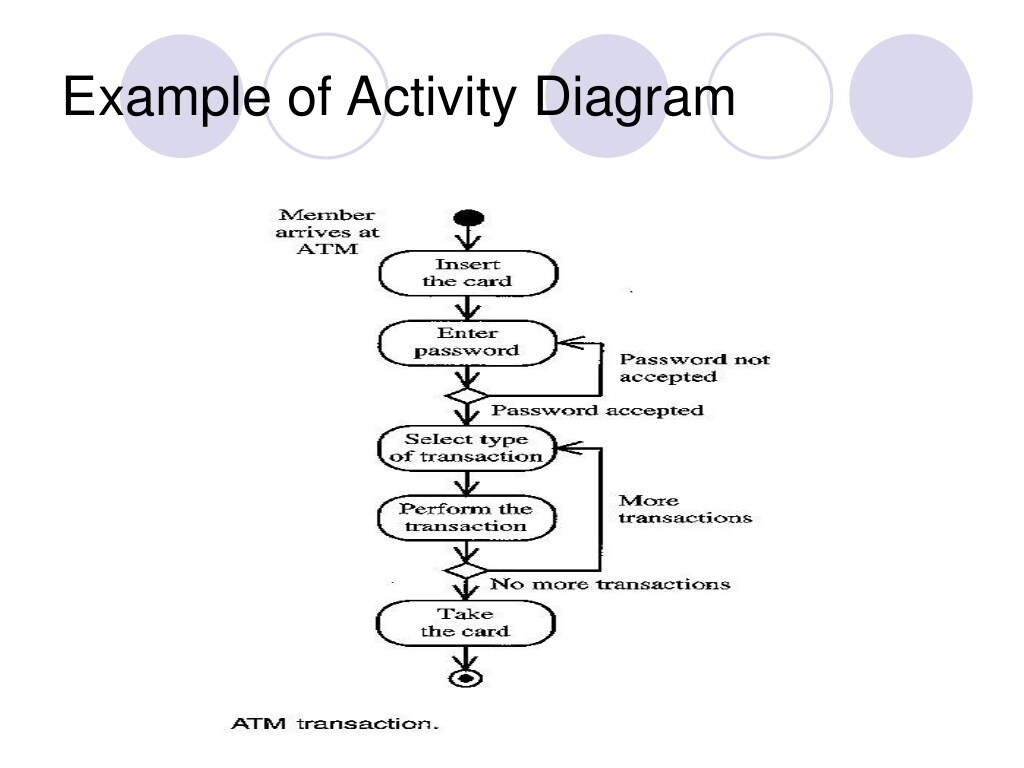 Example of Activity Diagram
Member
arrives at
ATM
Insert
the card
Enter
password
Password not
accepted
Password accepted
Select type
of transaction
More
transactions
Perform the
transaction
No more transactions
Take
the card
ATM transaction.